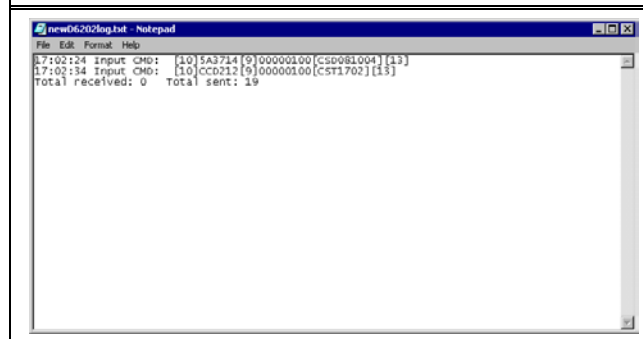 new06202log.txt - Notepad
File Edit Format Help
17:02:24 Input CMD: [10]5A3714[9]00000100[CSD081004][13]
17:02:34 Input CMD: [10]CCD212[9]00000100[CST1702][13]
Total received: 0 Total sent: 19